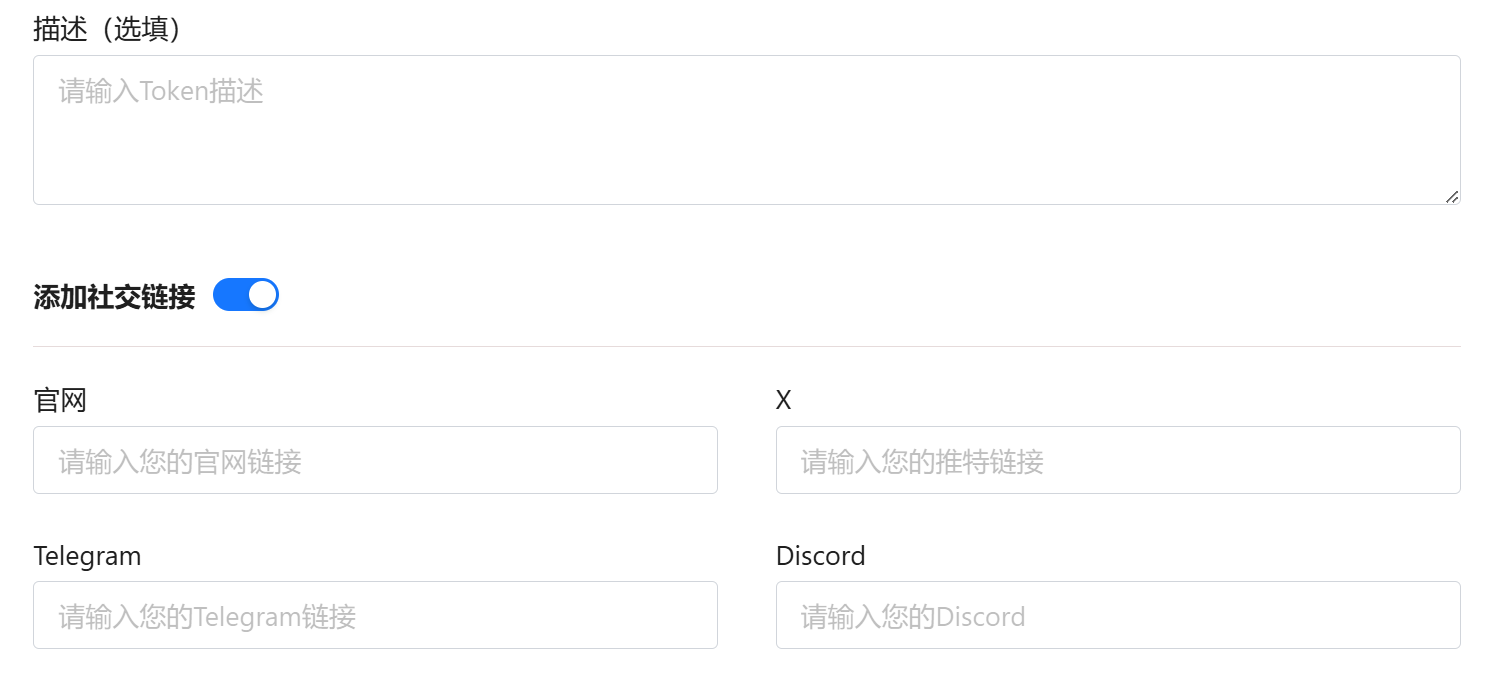 描述（选填）
请输入Token描述
添加社交链接
官网
X
请输入您的官网链接
请输入您的推特链接
Telegram
Discord
请输入您的Telegram链接
请输入您的Discord